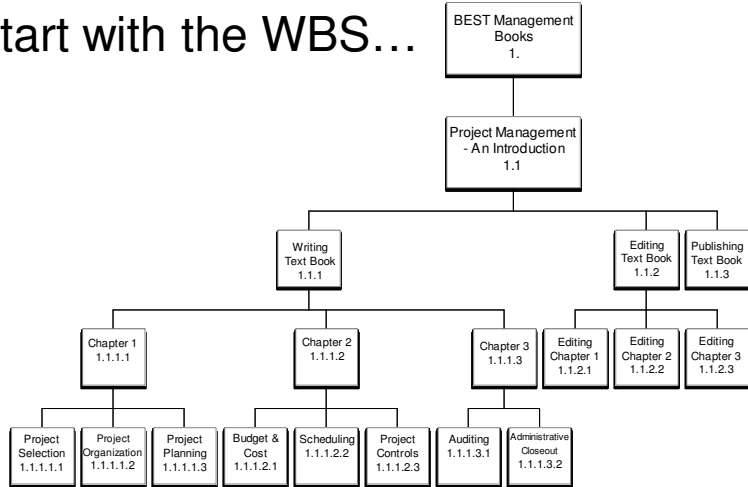 tart with the WBS…
BEST Management
Books
1.
Project Management
- An Introduction
1.1
Writing
Text Book
1.1.1
Editing
Text Book
1.1.2
Publishing
Text Book
1.1.3
Chapter 1
1.1.1.1
Chapter 2
1.1.1.2
Chapter 3
1.1.1.3
Editing
Chapter 1
1.1.2.1
Editing
Chapter 2
1.1.2.2
Editing
Chapter 3
1.1.2.3
Project
Selection
1.1.1.1.1
Project
Organization
1.1.1.1.2
Project
Planning
1.1.1.1.3
Budget &
Cost
1.1.1.2.1
Scheduling
1.1.1.2.2
Project
Controls
1.1.1.2.3
Auditing
1.1.1.3.1
Administrative
Closeout
1.1.1.3.2